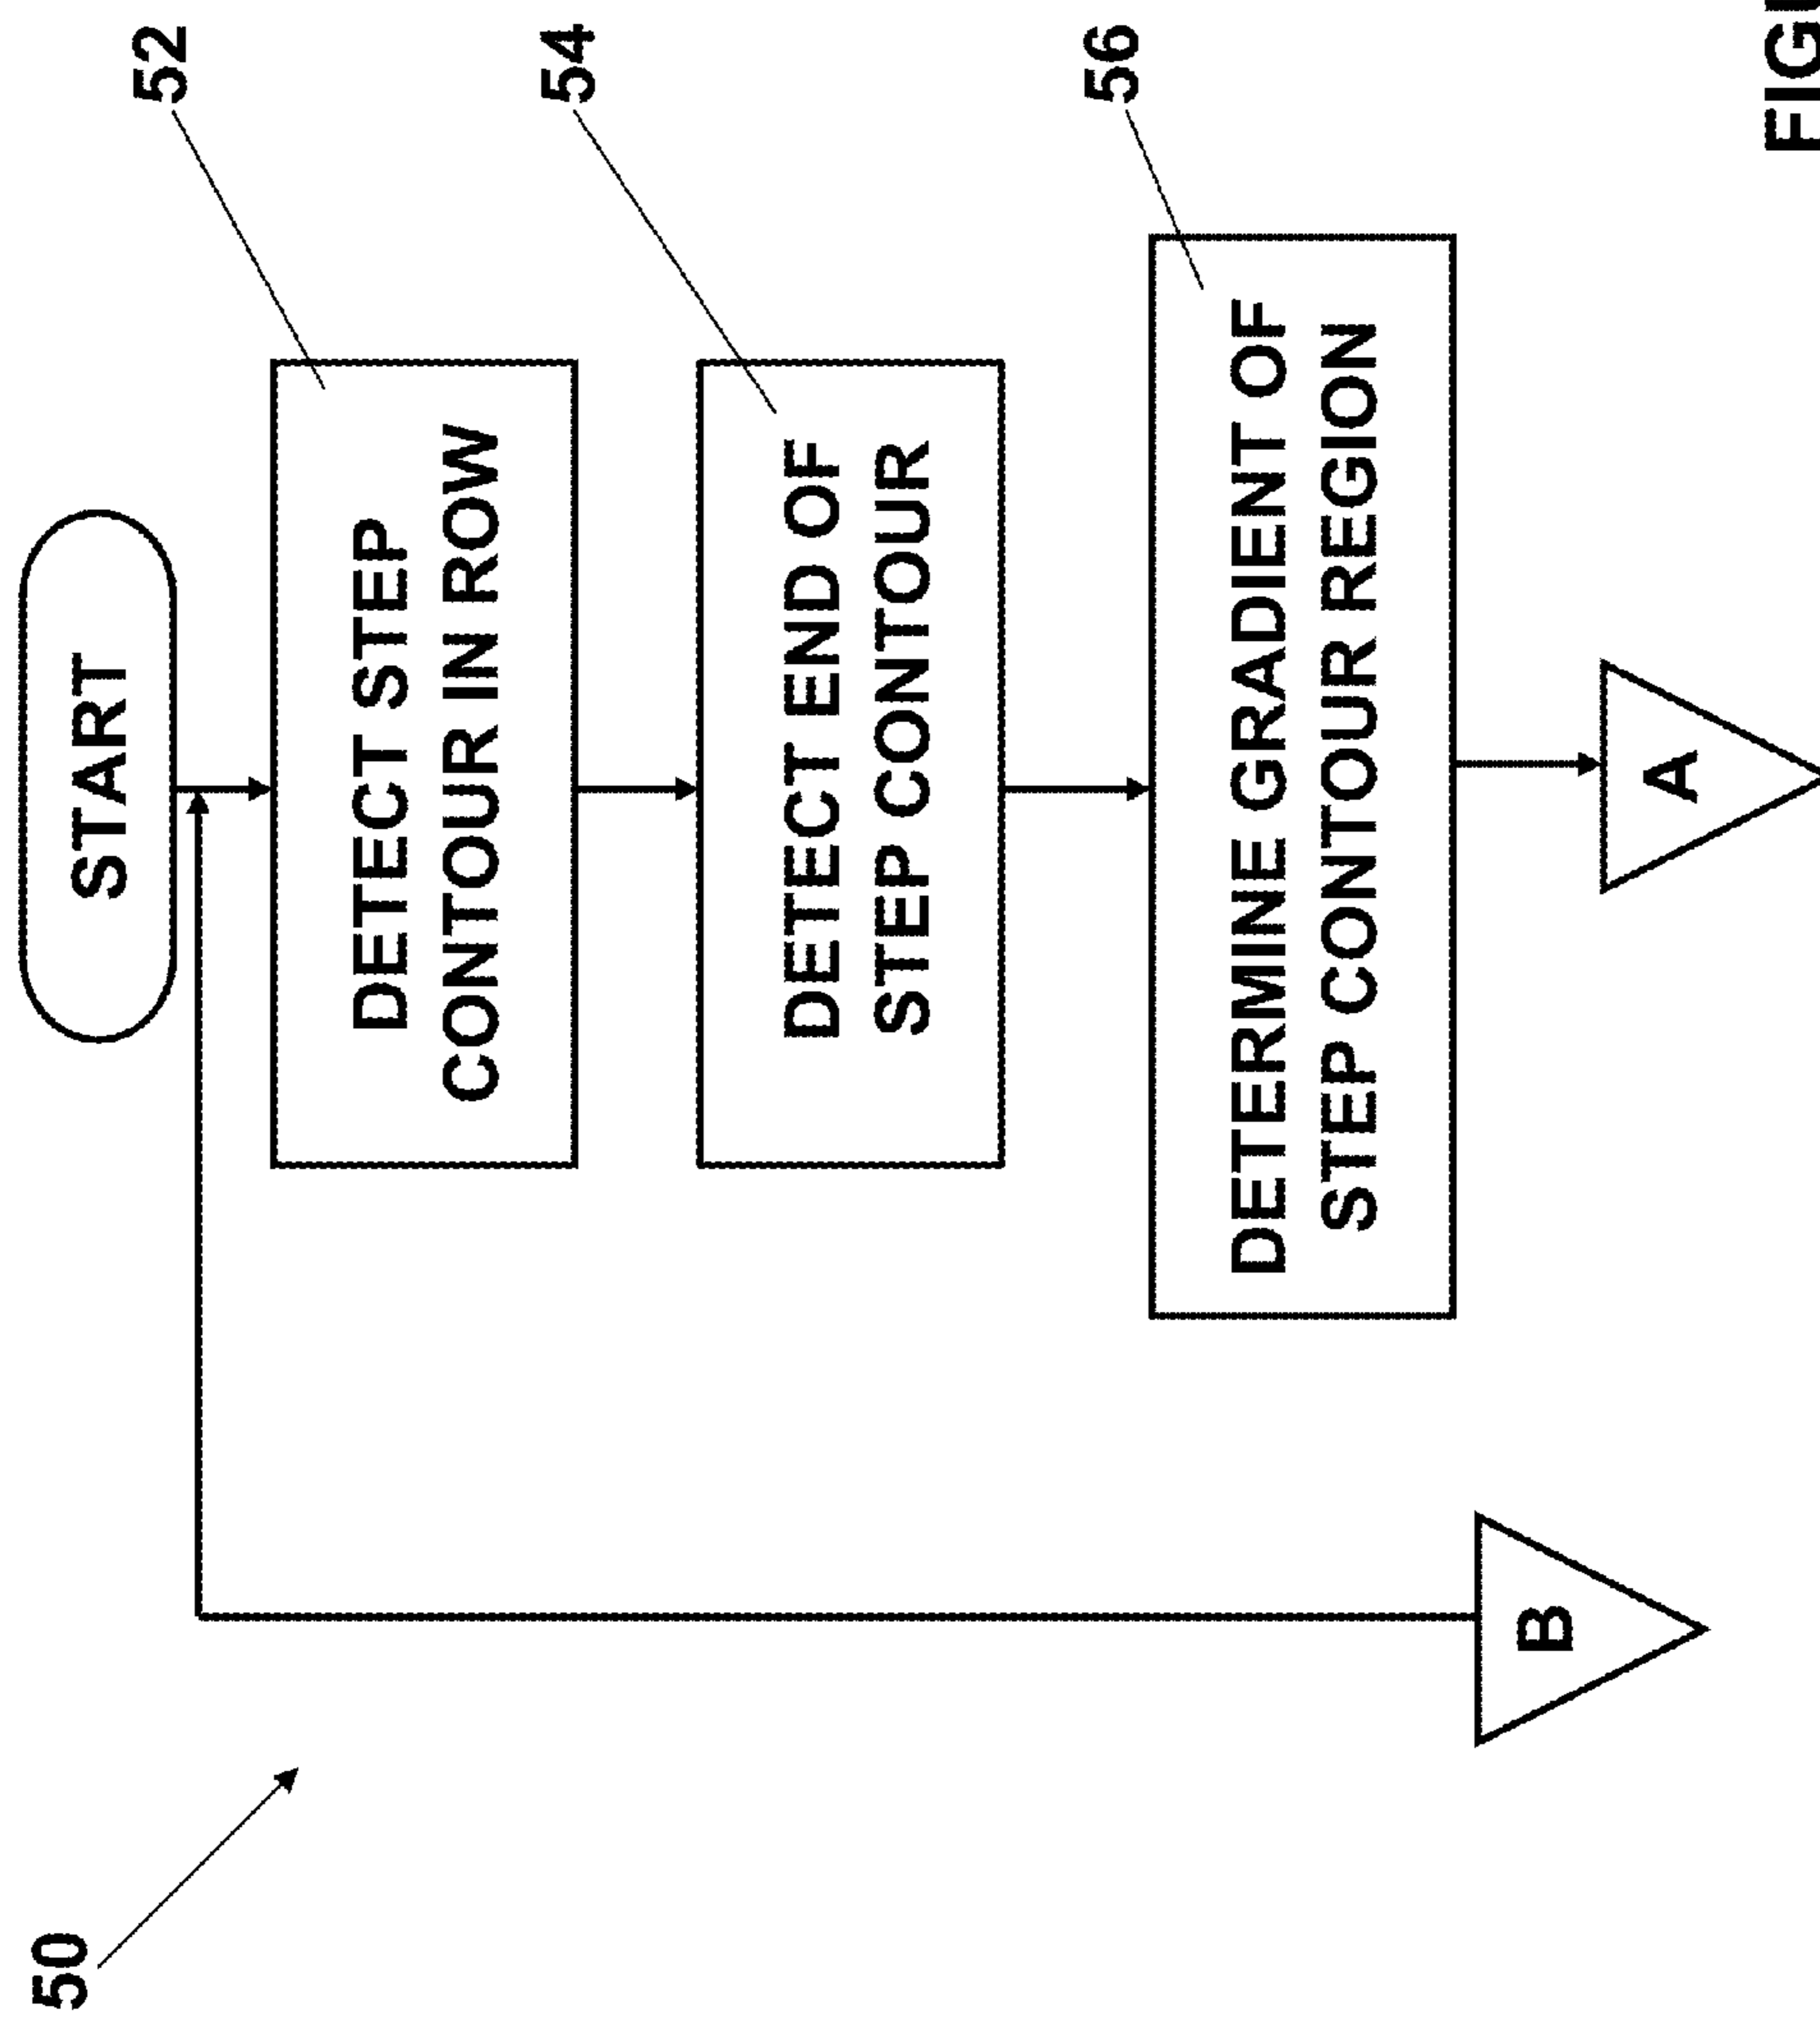 50
START
52
DETECT STEP
CONTOUR IN ROW
54
DETECT END OF
STEP CONTOUR
56
DETERMINE GRADIENT OF
STEP CONTOUR REGION
B
A